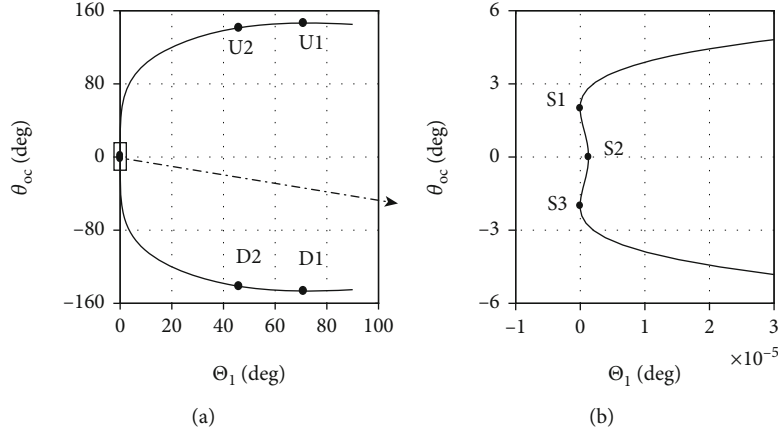 160
80
0
−80
−160
0 20 40 60 80 100
θoc (deg)
Θ1 (deg)
U2
U1
D2
D1
(a)
6
3
0
−3
−6
−1 0 1 2 3
×10−5
θoc (deg)
Θ1 (deg)
S1
S2
S3
(b)